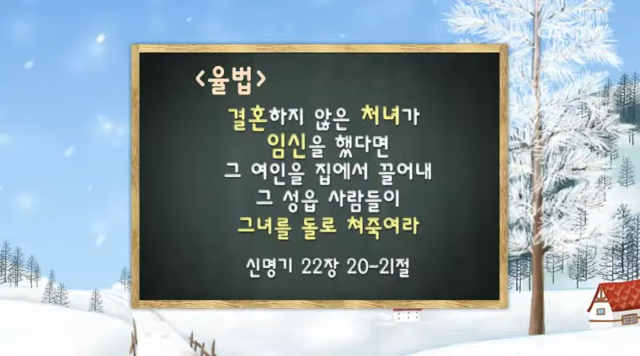 <율법>
결혼하지 않은 처녀가
임신을 했다면
그 여인을 집에서 끌어내
그 성읍 사람들이
그녀를 돌로 쳐죽여라
신명기 22장 20-21절